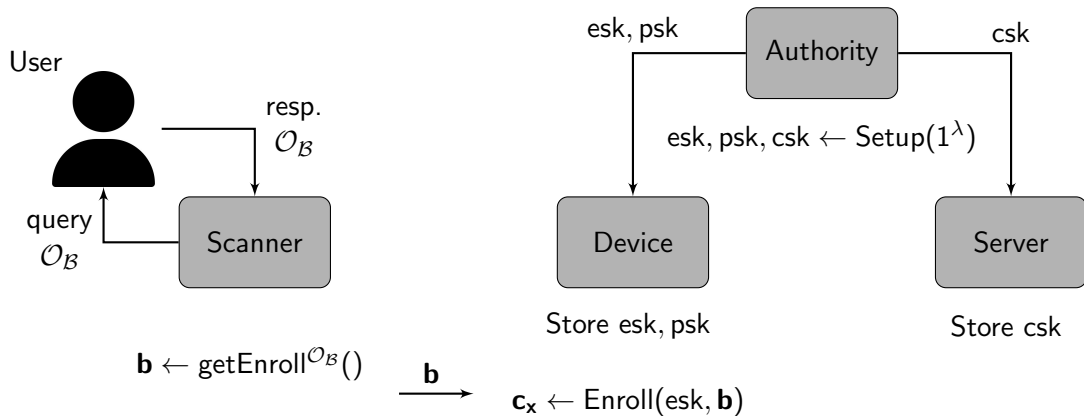 User
resp.
𝒪_ℬ
query
𝒪_ℬ
Scanner
esk, psk
Authority
csk
esk, psk, csk ← Setup(1^λ)
Device
Server
Store esk, psk
Store csk
𝐛 ← getEnroll^{𝒪_ℬ}()
𝐛
𝐜_𝐱 ← Enroll(esk, 𝐛)